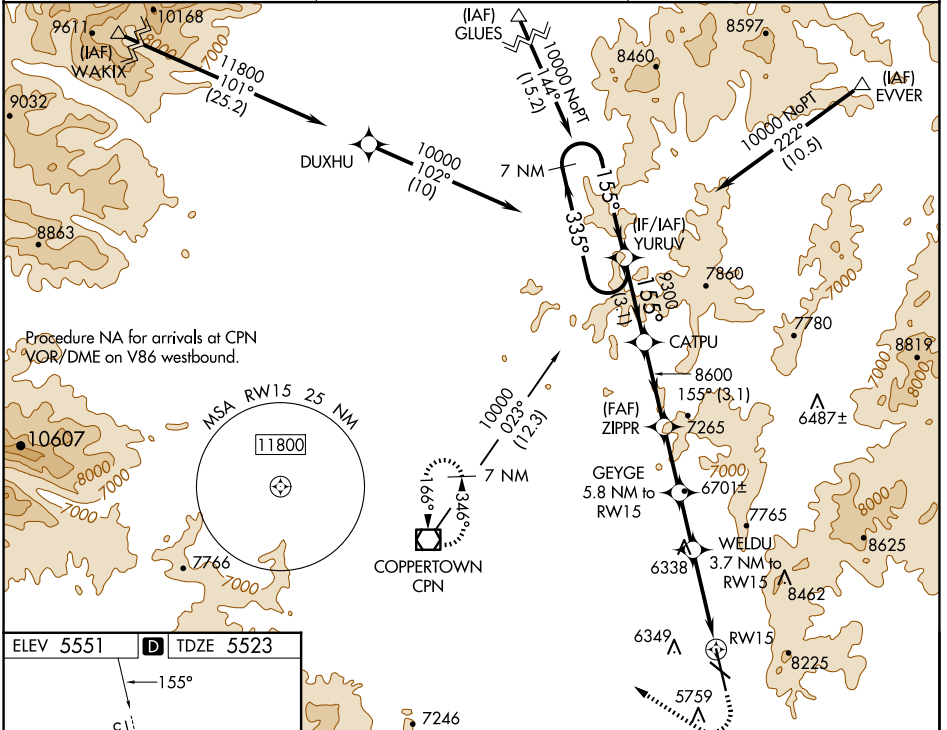 9611
10168
8000
7000
(IAF)
WAKIX
11800
101°
(25.2)
9032
DUXHU
10000
102°
(10)
8863
(IAF)
GLUES
10000 NoPT
144°
(15.2)
8460
8597
(IAF)
EVVER
10000 NoPT
222°
(10.5)
7 NM
155°
335°
(IF/IAF)
YURUV
9300
155°
(3.1)
7860
7000
7780
CATPU
8819
7000
8000
8600
155° (3.1)
(FAF)
ZIPPR
7265
6487±
Procedure NA for arrivals at CPN
VOR/DME on V86 westbound.
MSA RW15 25 NM
11800
10607
8000
7000
7000
10000
023°
(12.3)
7 NM
166°
346°
COPPERTOWN
CPN
GEYGE
5.8 NM to
RW15
7000
6701±
7765
8000
8625
WELDU
3.7 NM to
RW15
6338
8462
7766
7000
6349
RW15
8225
5759
7246
ELEV 5551
D
TDZE 5523
155°